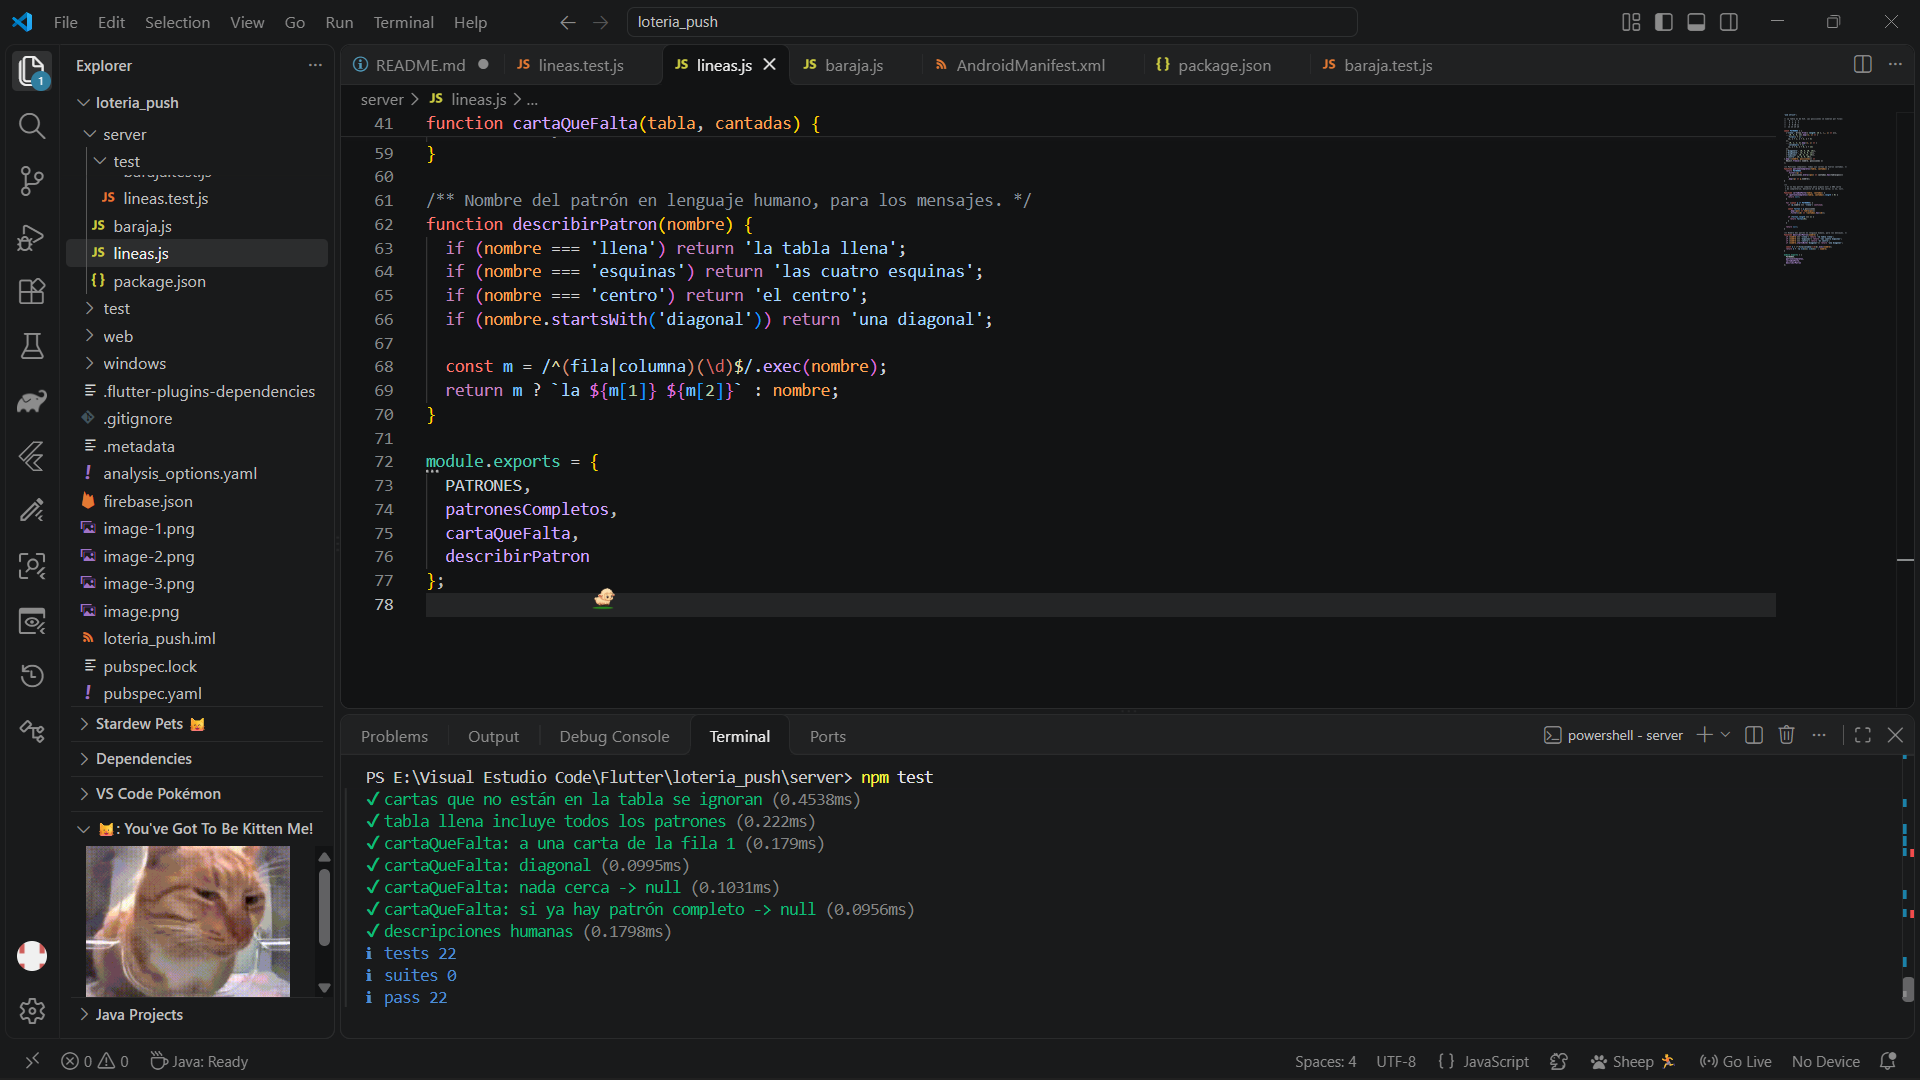 File Edit Selection View Go Run Terminal Help
loteria_push
Explorer
loteria_push
server
test
baraja.test.js
lineas.test.js
baraja.js
lineas.js
package.json
test
web
windows
.flutter-plugins-dependencies
.gitignore
.metadata
analysis_options.yaml
firebase.json
image-1.png
image-2.png
image-3.png
image.png
loteria_push.iml
pubspec.lock
pubspec.yaml
Stardew Pets 😺
Dependencies
VS Code Pokémon
😺: You've Got To Be Kitten Me!
Java Projects
README.md lineas.test.js lineas.js baraja.js AndroidManifest.xml package.json baraja.test.js
server > JS lineas.js > ...
41 function cartaQueFalta(tabla, cantadas) {
59 }
60
61 /** Nombre del patrón en lenguaje humano, para los mensajes. */
62 function describirPatron(nombre) {
63   if (nombre === 'llena') return 'la tabla llena';
64   if (nombre === 'esquinas') return 'las cuatro esquinas';
65   if (nombre === 'centro') return 'el centro';
66   if (nombre.startsWith('diagonal')) return 'una diagonal';
67
68   const m = /^(fila|columna)(\d)$/.exec(nombre);
69   return m ? `la ${m[1]} ${m[2]}` : nombre;
70 }
71
72 module.exports = {
73   PATRONES,
74   patronesCompletos,
75   cartaQueFalta,
76   describirPatron
77 };
78
Problems Output Debug Console Terminal Ports
powershell - server
PS E:\Visual Estudio Code\Flutter\loteria_push\server> npm test
✓ cartas que no están en la tabla se ignoran (0.4538ms)
✓ tabla llena incluye todos los patrones (0.222ms)
✓ cartaQueFalta: a una carta de la fila 1 (0.179ms)
✓ cartaQueFalta: diagonal (0.0995ms)
✓ cartaQueFalta: nada cerca -> null (0.1031ms)
✓ cartaQueFalta: si ya hay patrón completo -> null (0.0956ms)
✓ descripciones humanas (0.1798ms)
ℹ tests 22
ℹ suites 0
ℹ pass 22
0 0 Java: Ready
Spaces: 4 UTF-8 {} JavaScript Sheep Go Live No Device